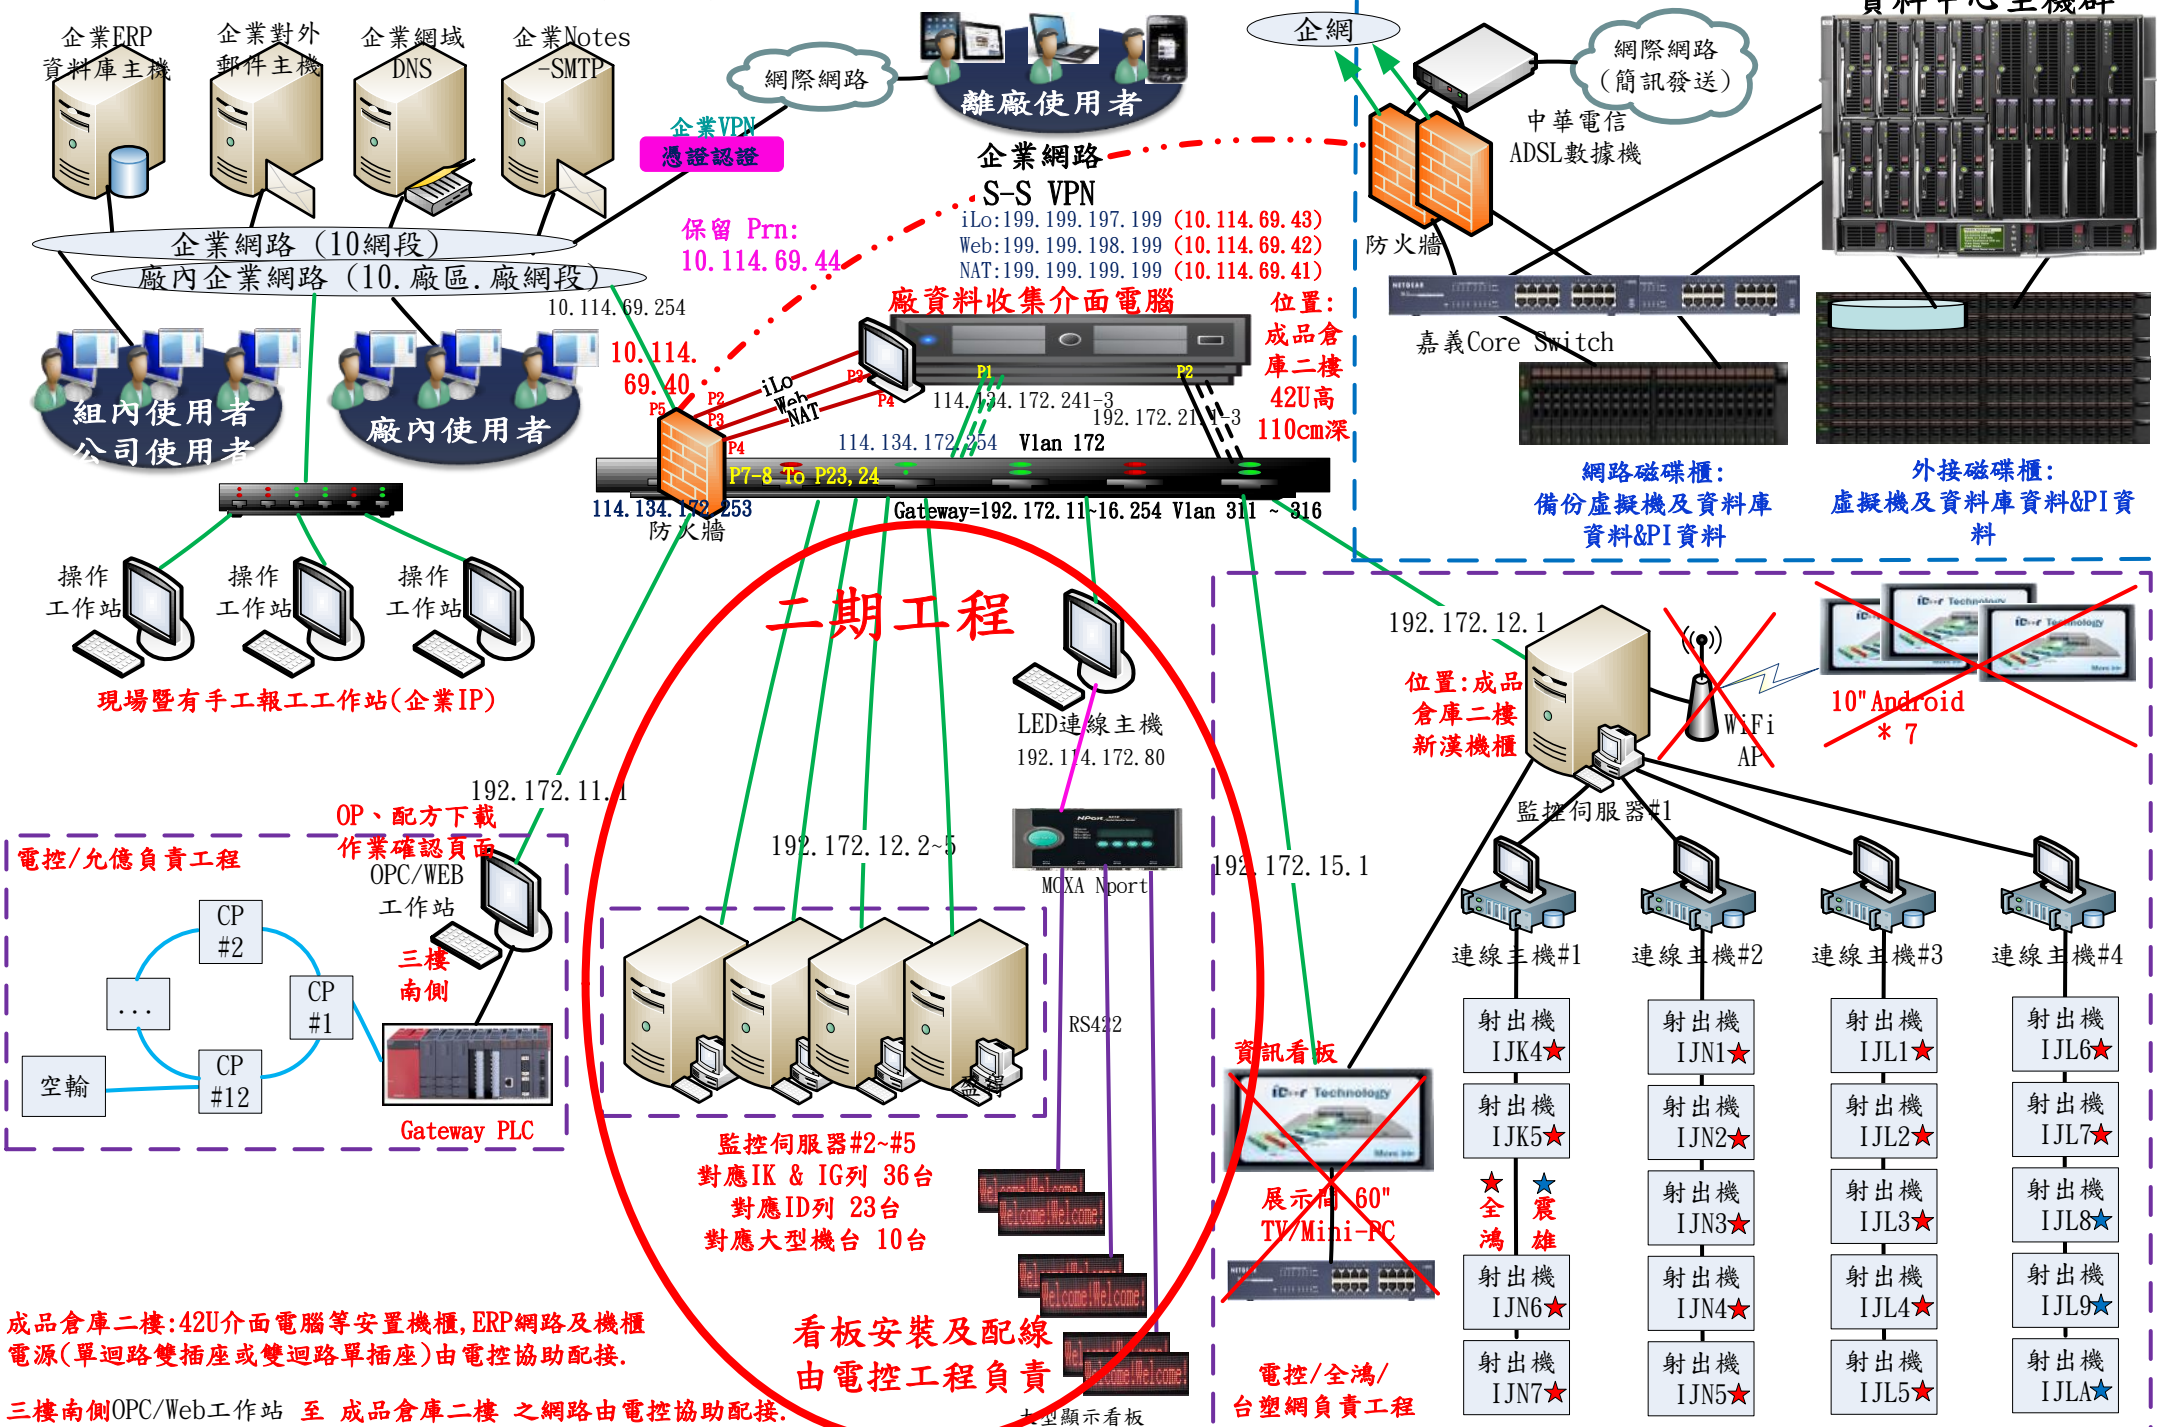 企業ERP
資料庫主機
企業對外
郵件主機
企業網域
DNS
企業Notes
-SMTP
網際網路
離廠使用者
企業VPN
憑證認證
企業網路
S-S VPN
企網
網際網路
(簡訊發送)
中華電信
ADSL數據機
防火牆
資料中心主機群
企業網路 (10網段)
廠內企業網路 (10.廠區.廠網段)
保留 Prn:
10.114.69.44
iLo:199.199.197.199 (10.114.69.43)
Web:199.199.198.199 (10.114.69.42)
NAT:199.199.199.199 (10.114.69.41)
10.114.69.254
廠資料收集介面電腦
位置:
成品倉
庫二樓
42U高
110cm深
NETGEAR
嘉義Core Switch
網路磁碟櫃:
備份虛擬機及資料庫
資料&PI資料
外接磁碟櫃:
虛擬機及資料庫資料&PI資
料
組內使用者
公司使用者
廠內使用者
10.114.
69.40
P5
P2
P3
P4
iLo
Web
NAT
P3
P4
P1
P2
114.134.172.241-3
192.172.21.1-3
114.134.172.254
Vlan 172
P7-8 To P23,24
114.134.172.253
防火牆
Gateway=192.172.11~16.254 Vlan 311 ~ 316
操作
工作站
操作
工作站
操作
工作站
現場暨有手工報工工作站(企業IP)
二期工程
LED連線主機
192.114.172.80
NPort
MOXA Nport
RS422
192.172.11.1
OP、配方下載
作業確認頁面
OPC/WEB
工作站
三樓
南側
電控/允億負責工程
CP
#2
...
CP
#1
CP
#12
空輸
Gateway PLC
192.172.12.2~5
盈錫
監控伺服器#2~#5
對應IK & IG列 36台
對應ID列 23台
對應大型機台 10台
Welcome!Welcome!
Welcome!Welcome!
Welcome!Welcome!
看板安裝及配線
由電控工程負責
大型顯示看板
192.172.15.1
192.172.12.1
位置:成品
倉庫二樓
新漢機櫃
監控伺服器#1
WiFi
AP
10"Android
* 7
資訊看板
Technology
展示間 60"
TV/Mini-PC
NETGEAR
電控/全鴻/
台塑網負責工程
連線主機#1
連線主機#2
連線主機#3
連線主機#4
射出機
IJK4
射出機
IJN1
射出機
IJL1
射出機
IJL6
射出機
IJK5
射出機
IJN2
射出機
IJL2
射出機
IJL7
全鴻
震雄
射出機
IJN3
射出機
IJL3
射出機
IJL8
射出機
IJN6
射出機
IJN4
射出機
IJL4
射出機
IJL9
射出機
IJN7
射出機
IJN5
射出機
IJL5
射出機
IJLA
成品倉庫二樓:42U介面電腦等安置機櫃,ERP網路及機櫃
電源(單迴路雙插座或雙迴路單插座)由電控協助配接.
三樓南側OPC/Web工作站 至 成品倉庫二樓 之網路由電控協助配接.